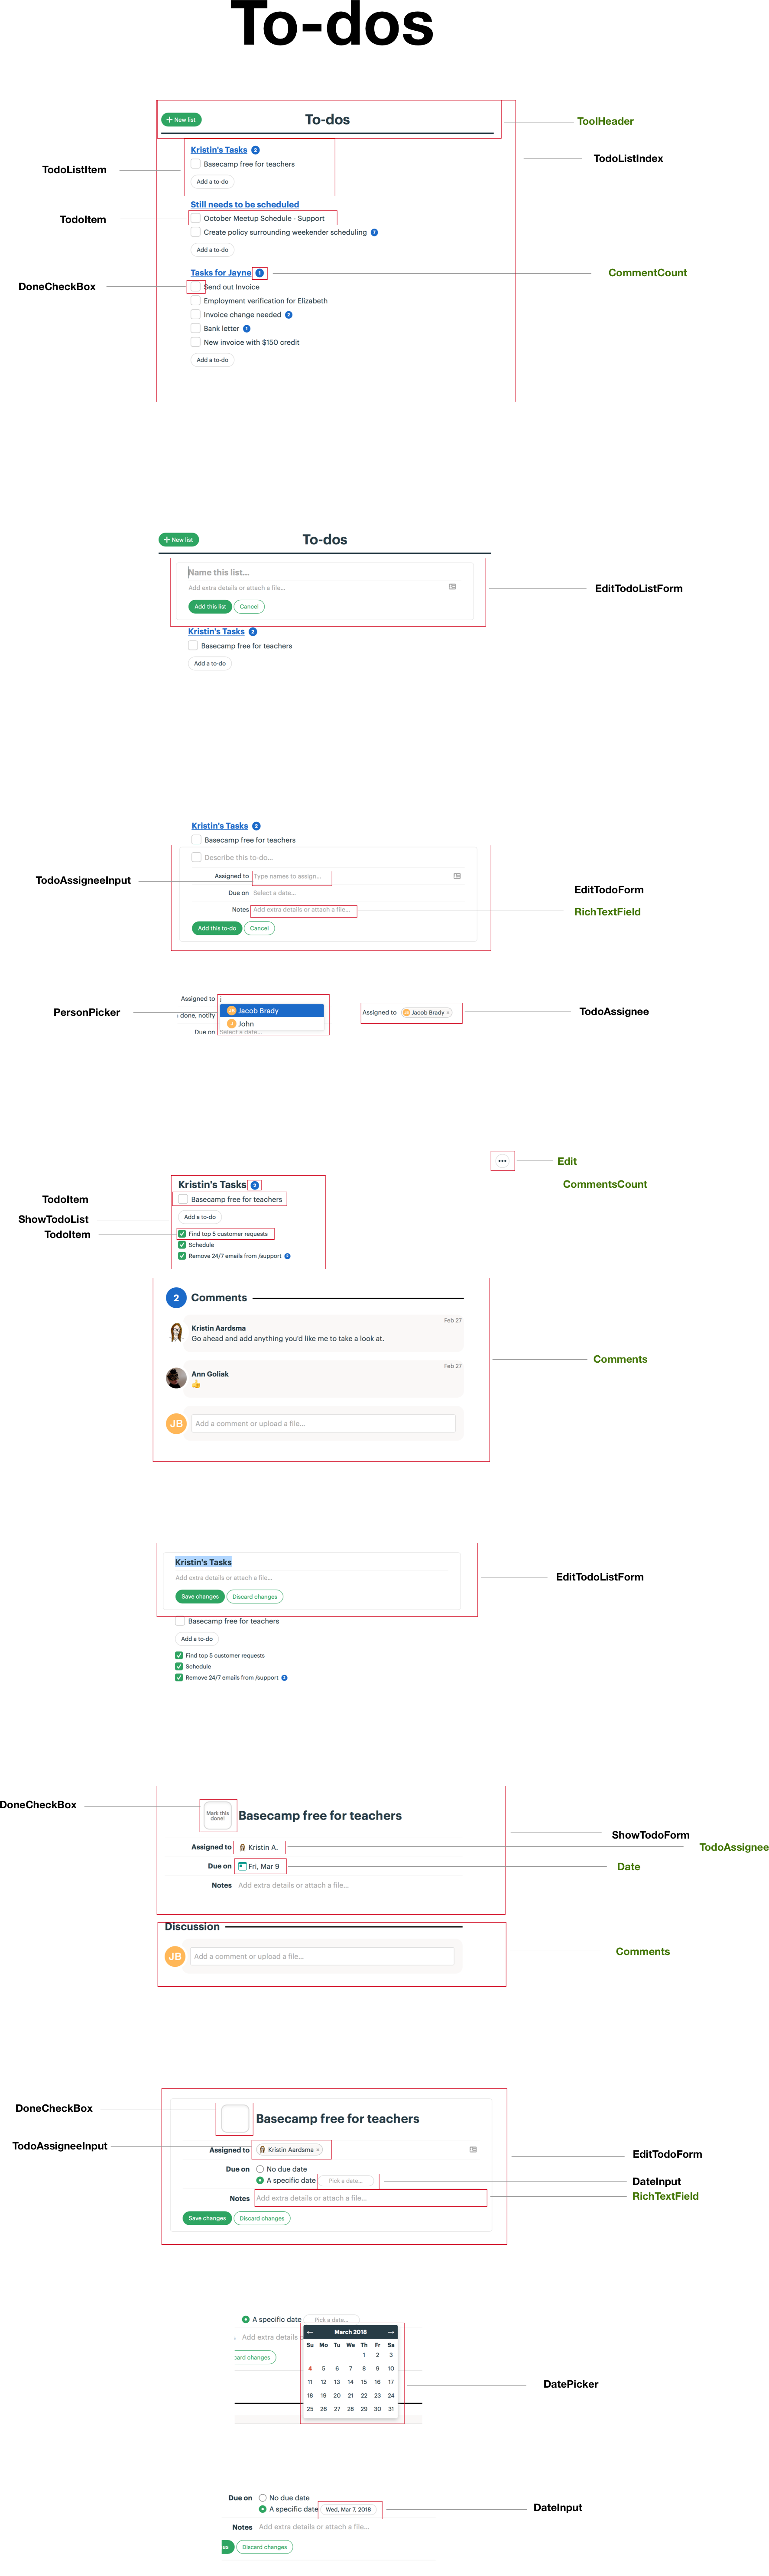 To-dos
+ New list
To-dos
ToolHeader
Kristin's Tasks 2
TodoListIndex
TodoListItem
Basecamp free for teachers
Add a to-do
Still needs to be scheduled
TodoItem
October Meetup Schedule - Support
Create policy surrounding weekender scheduling 7
Add a to-do
Tasks for Jayne 1
CommentCount
DoneCheckBox
Send out Invoice
Employment verification for Elizabeth
Invoice change needed
Bank letter 1
New invoice with $150 credit
Add a to-do
+ New list
To-dos
Name this list...
Add extra details or attach a file...
EditTodoListForm
Add this list
Cancel
Kristin's Tasks 2
Basecamp free for teachers
Add a to-do
Kristin's Tasks 2
Basecamp free for teachers
Describe this to-do...
TodoAssigneeInput
Assigned to Type names to assign...
EditTodoForm
Due on Select a date...
Notes Add extra details or attach a file...
RichTextField
Add this to-do
Cancel
Assigned to j
PersonPicker
JB Jacob Brady
done, notify
J John
Due on Select a date
Assigned to JB Jacob Brady ×
TodoAssignee
•••
Edit
Kristin's Tasks 2
CommentsCount
TodoItem
Basecamp free for teachers
ShowTodoList
Add a to-do
TodoItem
Find top 5 customer requests
Schedule
Remove 24/7 emails from /support
2 Comments
Feb 27
Kristin Aardsma
Go ahead and add anything you'd like me to take a look at.
Comments
Feb 27
Ann Goliak
👍
JB Add a comment or upload a file...
Kristin's Tasks
EditTodoListForm
Add extra details or attach a file...
Save changes
Discard changes
Basecamp free for teachers
Add a to-do
Find top 5 customer requests
Schedule
Remove 24/7 emails from /support
DoneCheckBox
Mark this
done!
Basecamp free for teachers
ShowTodoForm
Assigned to Kristin A.
TodoAssignee
Due on Fri, Mar 9
Date
Notes Add extra details or attach a file...
Discussion
Comments
JB Add a comment or upload a file...
DoneCheckBox
Basecamp free for teachers
TodoAssigneeInput
Assigned to Kristin Aardsma ×
EditTodoForm
Due on No due date
A specific date Pick a date...
DateInput
Notes Add extra details or attach a file...
RichTextField
Save changes
Discard changes
A specific date Pick a date...
← March 2018 →
Add extra details
Su Mo Tu We Th Fr Sa
card changes
1 2 3
4 5 6 7 8 9 10
11 12 13 14 15 16 17
DatePicker
18 19 20 21 22 23 24
25 26 27 28 29 30 31
Due on No due date
A specific date Wed, Mar 7, 2018
DateInput
Notes Add extra details or attach a file...
es
Discard changes